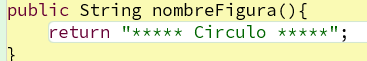 public String nombreFigura(){
return "***** Circulo *****";
}